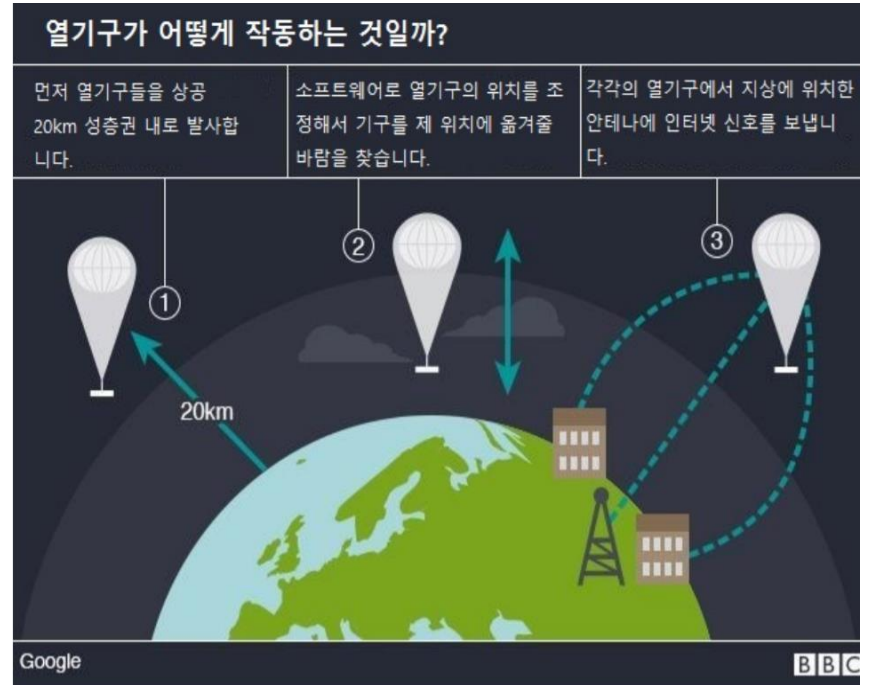 열기구가 어떻게 작동하는 것일까?
먼저 열기구들을 상공
20km 성층권 내로 발사합
니다.
소프트웨어로 열기구의 위치를 조
정해서 기구를 제 위치에 옮겨줄
바람을 찾습니다.
각각의 열기구에서 지상에 위치한
안테나에 인터넷 신호를 보냅니
다.
1
2
3
20km
Google
BBC